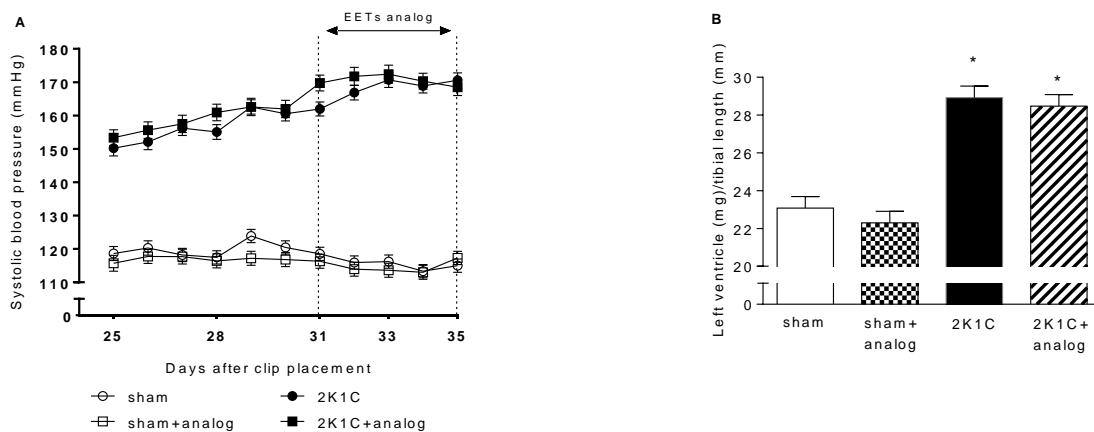 A
EETs analog
Systolic blood pressure (mmHg)
180
170
160
150
140
130
120
110
0
25 28 31 33 35
Days after clip placement
sham 2K1C
sham+analog 2K1C+analog
B
Left ventricle (mg)/tibial length (mm)
30
28
26
24
22
20
0
* *
sham sham+ 2K1C 2K1C+
analog analog